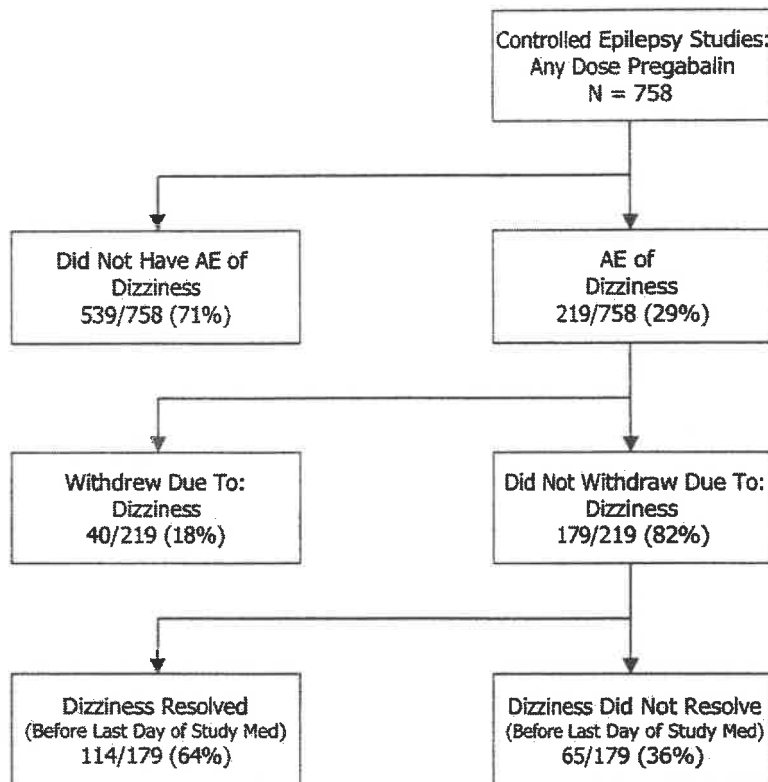 Controlled Epilepsy Studies:
Any Dose Pregabalin
N = 758
Did Not Have AE of
Dizziness
539/758 (71%)
AE of
Dizziness
219/758 (29%)
Withdrew Due To:
Dizziness
40/219 (18%)
Did Not Withdraw Due To:
Dizziness
179/219 (82%)
Dizziness Resolved
(Before Last Day of Study Med)
114/179 (64%)
Dizziness Did Not Resolve
(Before Last Day of Study Med)
65/179 (36%)